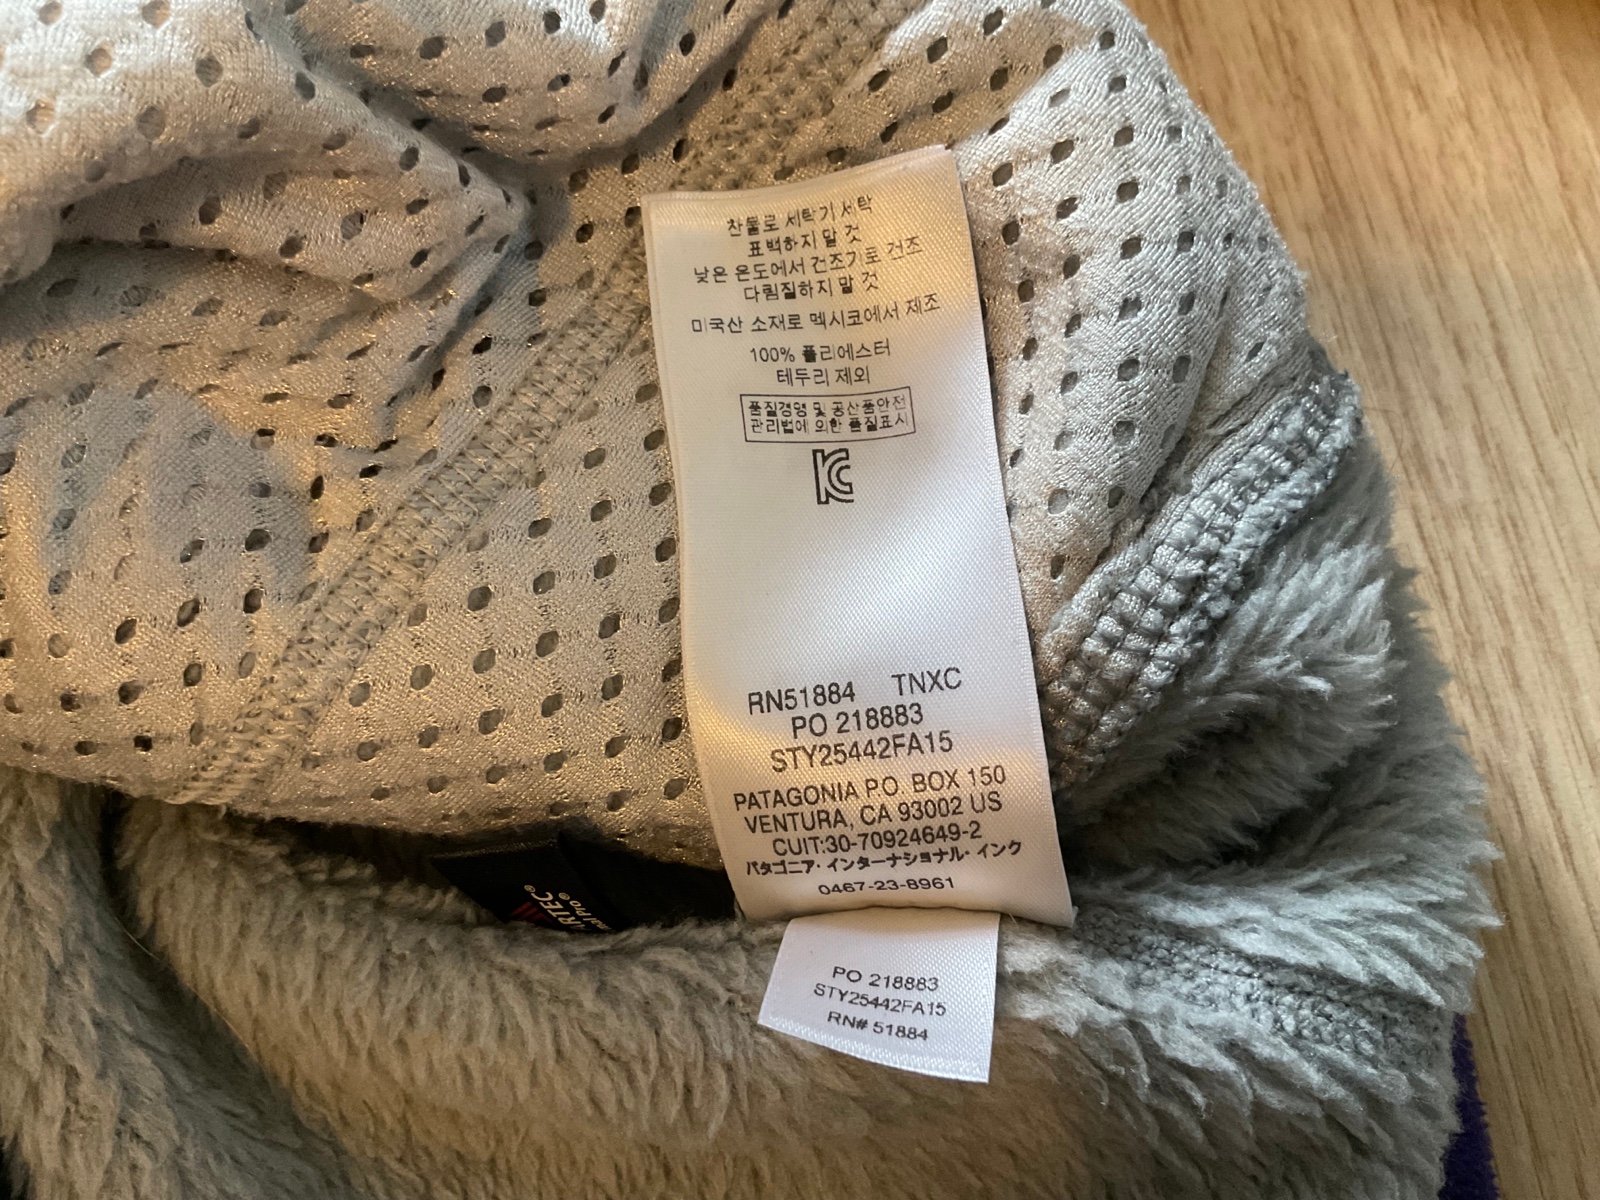 찬물로 세탁기 세탁
표백하지 말 것
낮은 온도에서 건조기로 건조
다림질하지 말 것
미국산 소재로 멕시코에서 제조
100% 폴리에스터
테두리 제외
품질경영 및 공산품안전
관리법에 의한 품질표시
KC
RN51884 TNXC
PO 218883
STY25442FA15
PATAGONIA P.O. BOX 150
VENTURA, CA 93002 US
CUIT:30-70924649-2
パタゴニア・インターナショナル・インク
0467-23-8961
PO 218883
STY25442FA15
RN# 51884